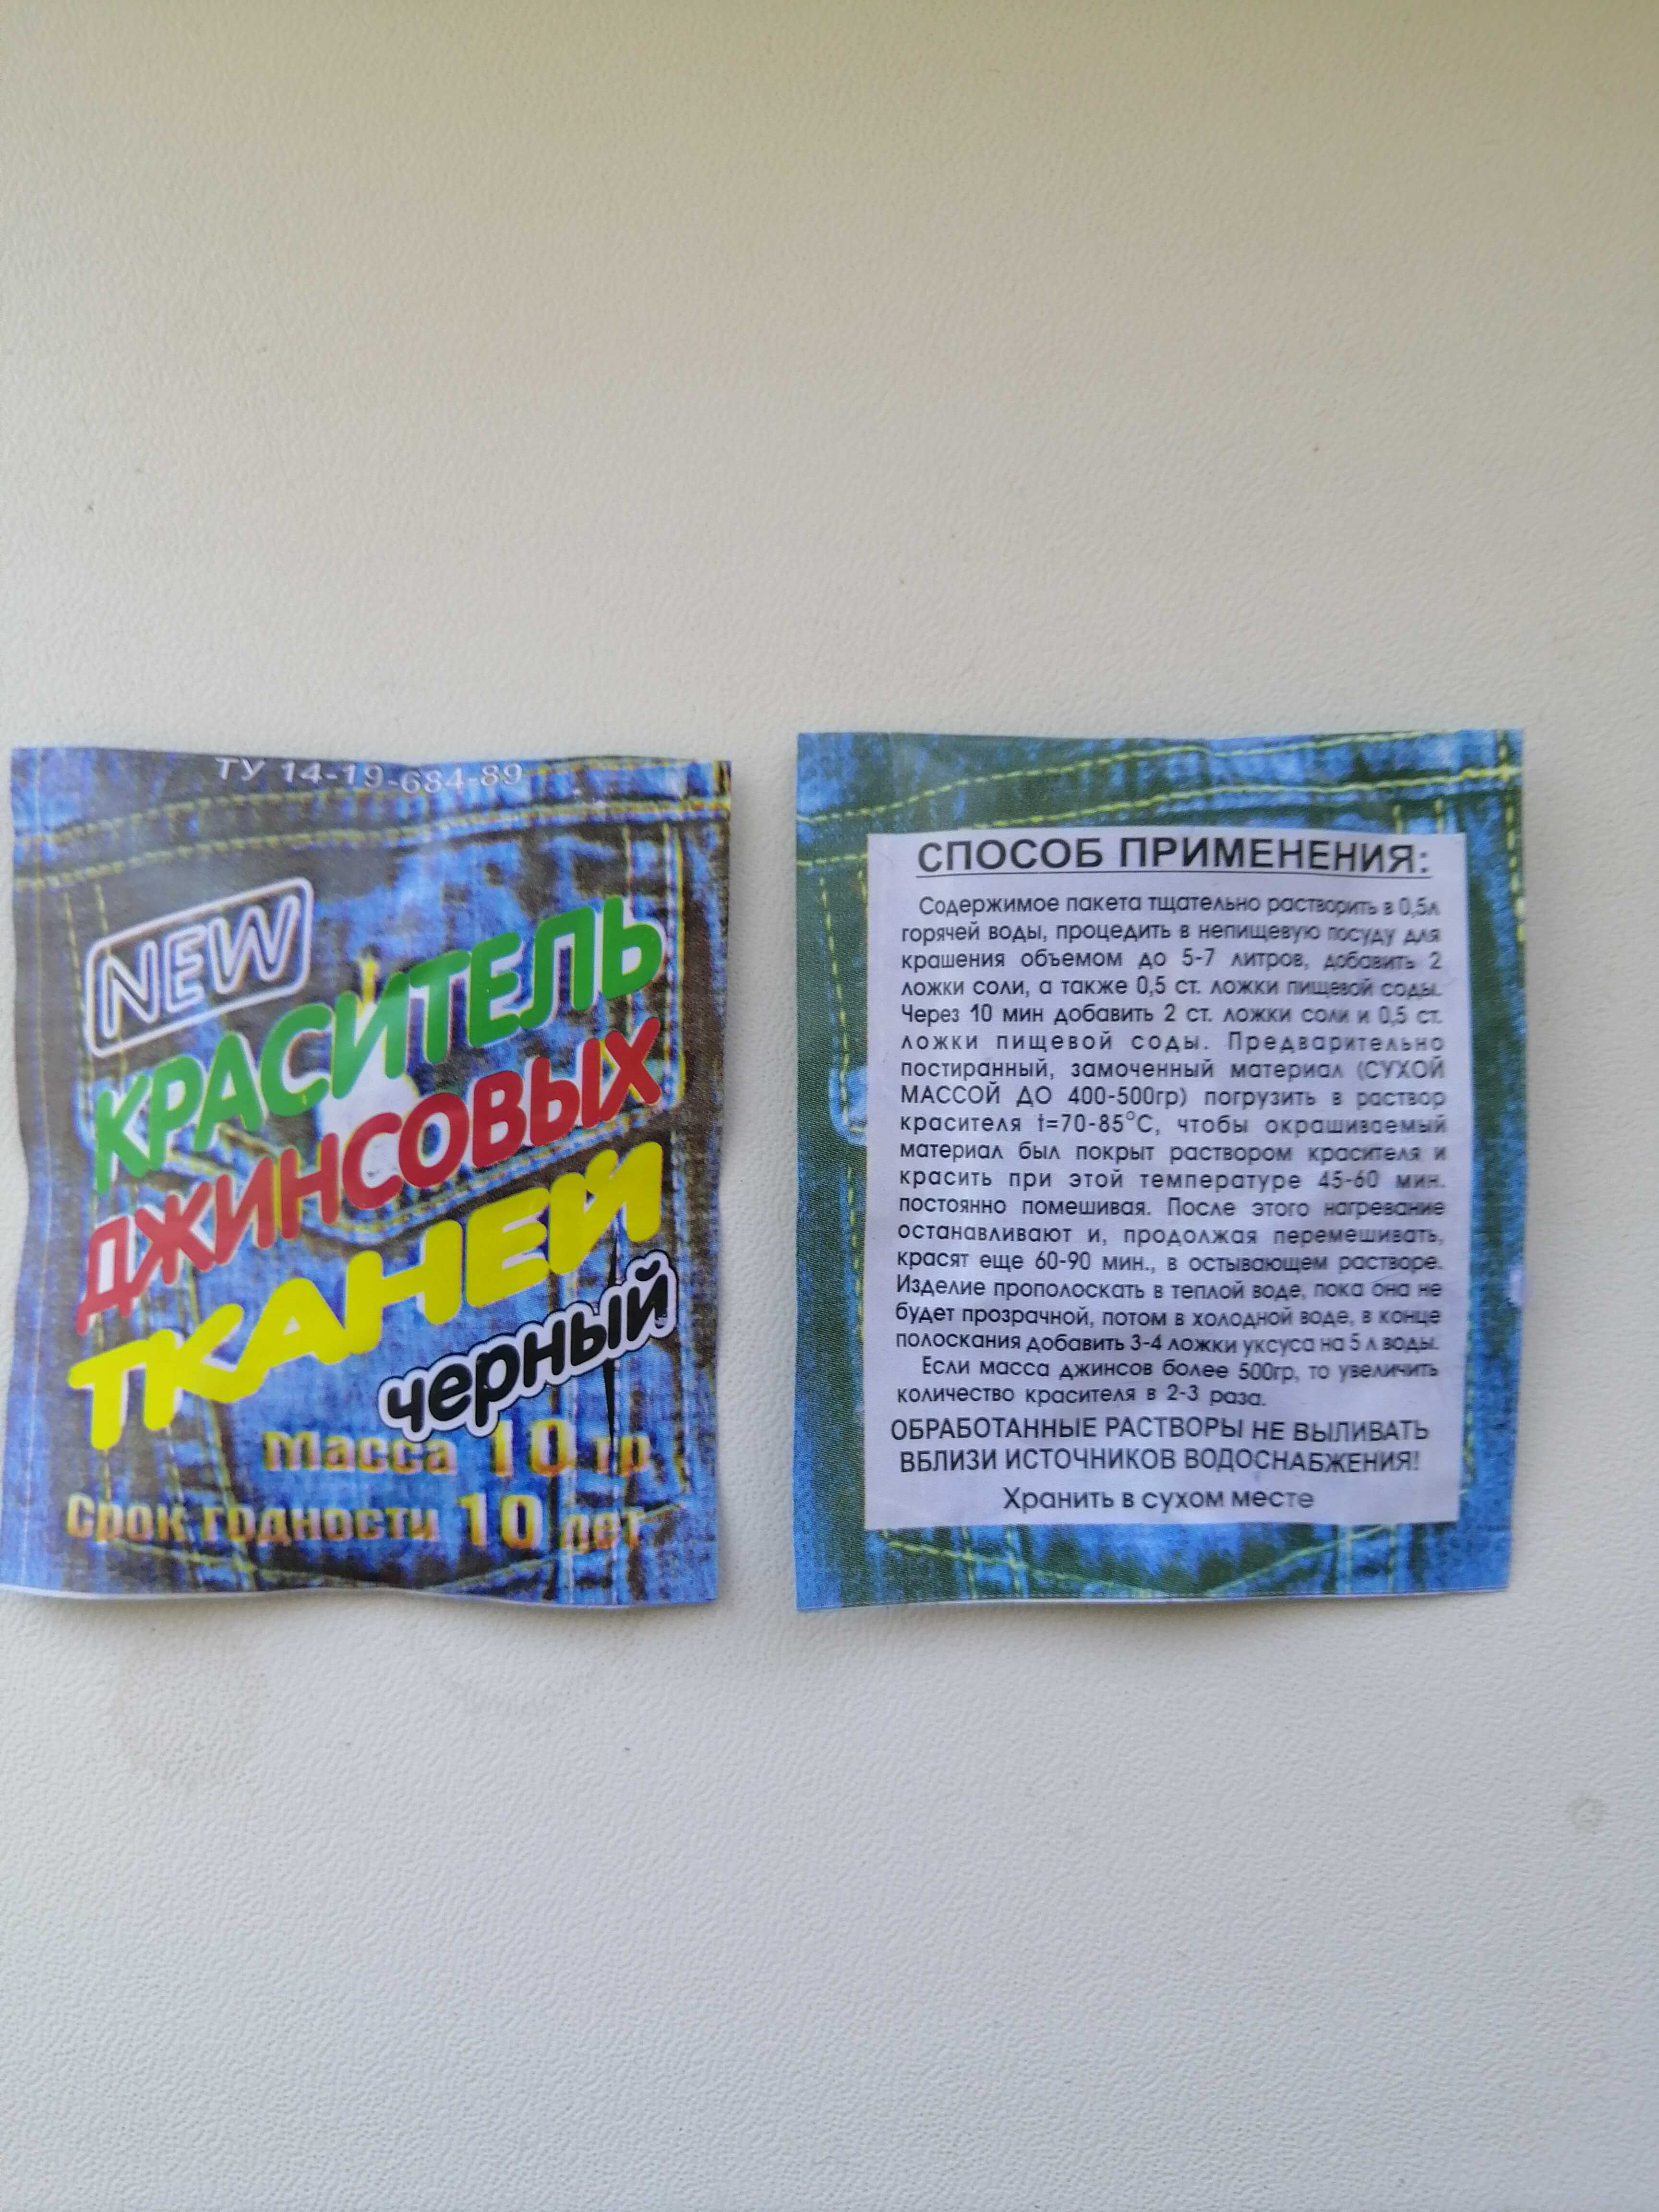 ТУ 14-19-684-89
NEW
КРАСИТЕЛЬ
ДЖИНСОВЫХ
ТКАНЕЙ
черный
Масса 10 гр
Срок годности 10 лет
СПОСОБ ПРИМЕНЕНИЯ:
Содержимое пакета тщательно растворить в 0,5л
горячей воды, процедить в непищевую посуду для
крашения объемом до 5-7 литров, добавить 2
ложки соли, а также 0,5 ст. ложки пищевой соды.
Через 10 мин добавить 2 ст. ложки соли и 0,5 ст.
ложки пищевой соды. Предварительно
постиранный, замоченный материал (СУХОЙ
МАССОЙ ДО 400-500гр) погрузить в раствор
красителя t=70-85°С, чтобы окрашиваемый
материал был покрыт раствором красителя и
красить при этой температуре 45-60 мин.
постоянно помешивая. После этого нагревание
останавливают и, продолжая перемешивать,
красят еще 60-90 мин., в остывающем растворе.
Изделие прополоскать в теплой воде, пока она не
будет прозрачной, потом в холодной воде, в конце
полоскания добавить 3-4 ложки уксуса на 5 л воды.
Если масса джинсов более 500гр, то увеличить
количество красителя в 2-3 раза.
ОБРАБОТАННЫЕ РАСТВОРЫ НЕ ВЫЛИВАТЬ
ВБЛИЗИ ИСТОЧНИКОВ ВОДОСНАБЖЕНИЯ!
Хранить в сухом месте